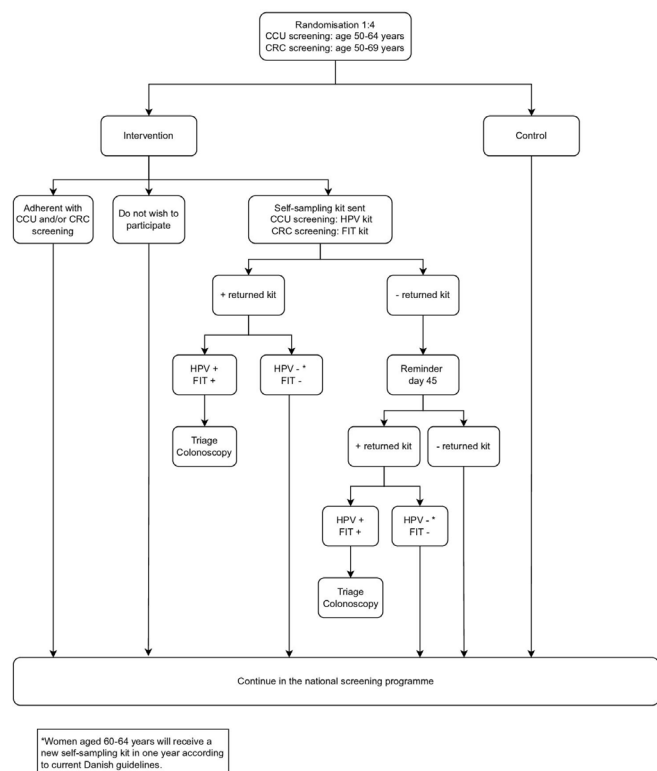 Randomisation 1:4
CCU screening: age 50-64 years
CRC screening: age 50-69 years
Intervention
Control
Adherent with
CCU and/or CRC
screening
Do not wish to
participate
Self-sampling kit sent
CCU screening: HPV kit
CRC screening: FIT kit
+ returned kit
- returned kit
HPV +
FIT +
HPV - *
FIT -
Reminder
day 45
Triage
Colonoscopy
+ returned kit
- returned kit
HPV +
FIT +
HPV - *
FIT -
Triage
Colonoscopy
Continue in the national screening programme
*Women aged 60-64 years will receive a
new self-sampling kit in one year according
to current Danish guidelines.